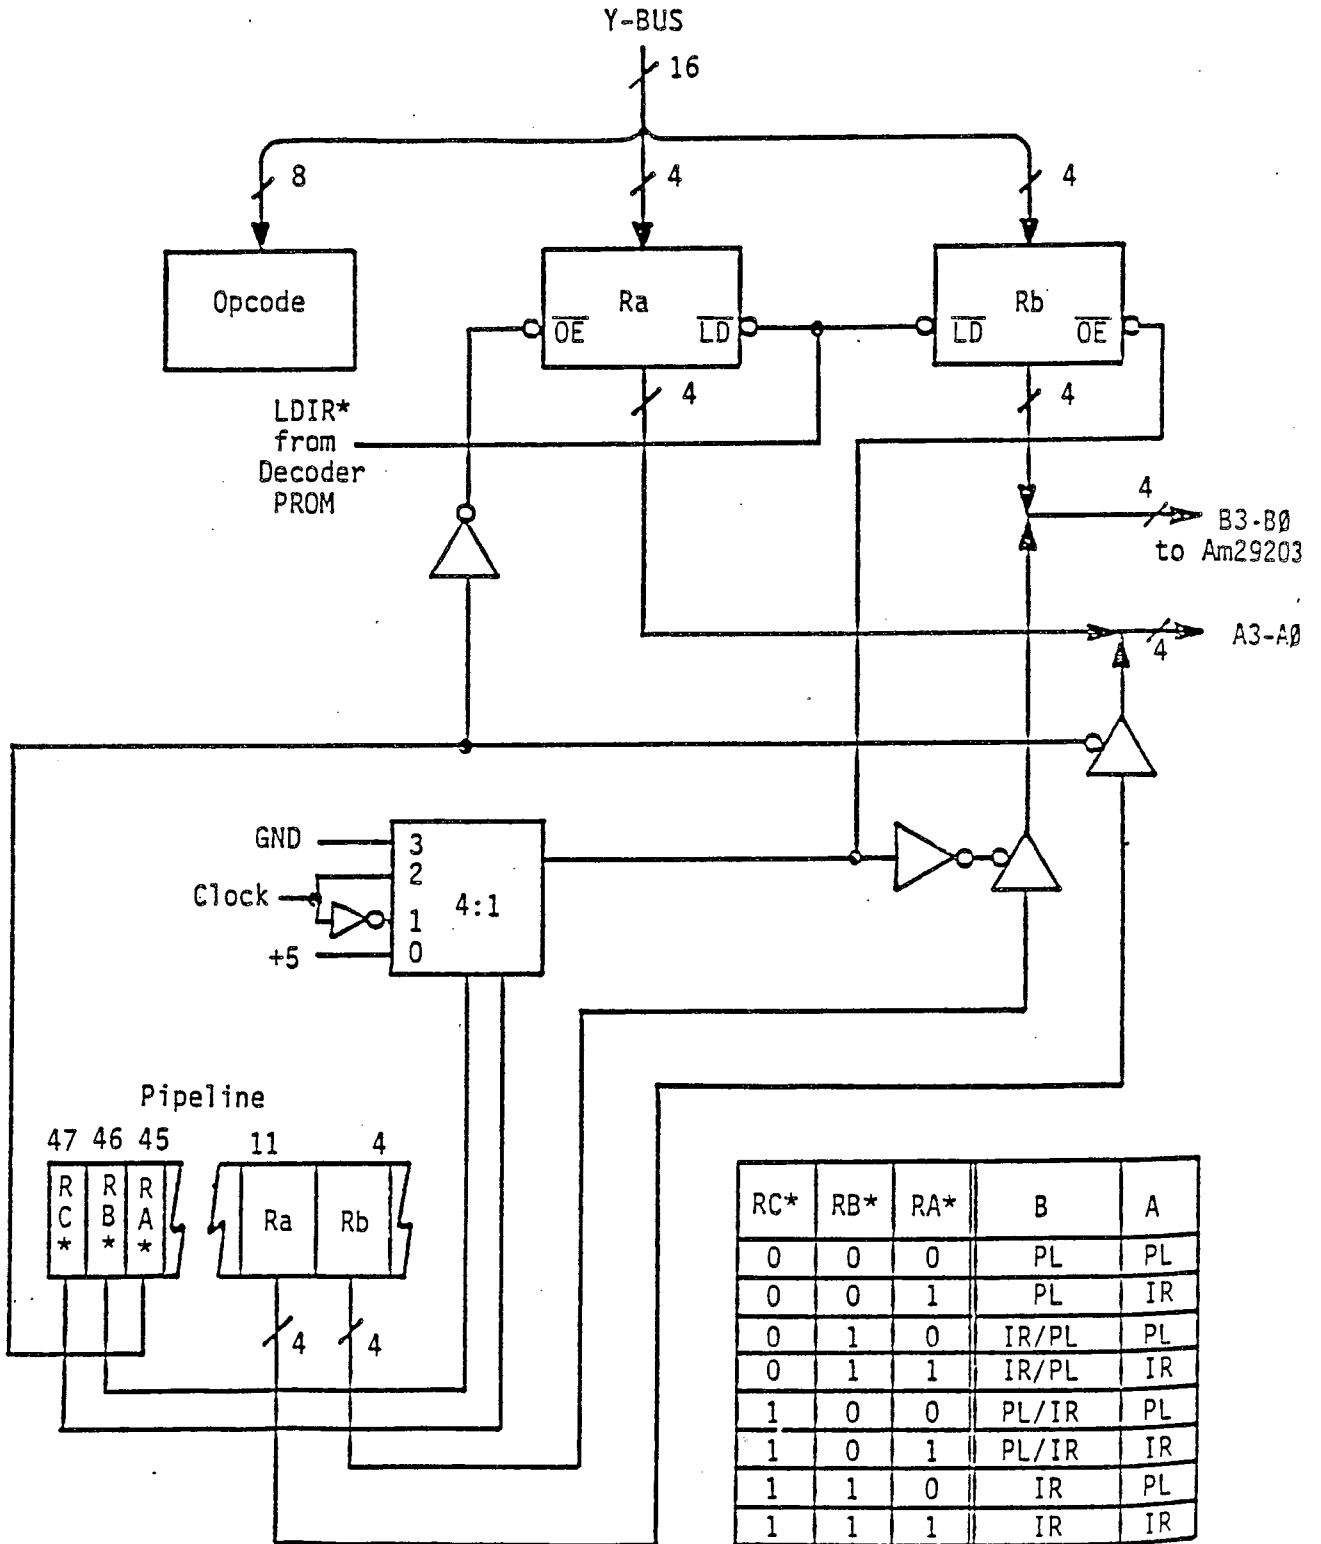 Y-BUS
16
8
4
4
Opcode
Ra
OE
LD
Rb
LD
OE
4
4
LDIR*
from
Decoder
PROM
4
B3-B0
to Am29203
A3-A0
4
GND
3
2
Clock
4:1
1
+5
0
Pipeline
47 46 45
11
4
RC*
RB*
RA*
Ra
Rb
4
4
RC* RB* RA* B A
0 0 0 PL PL
0 0 1 PL IR
0 1 0 IR/PL PL
0 1 1 IR/PL IR
1 0 0 PL/IR PL
1 0 1 PL/IR IR
1 1 0 IR PL
1 1 1 IR IR